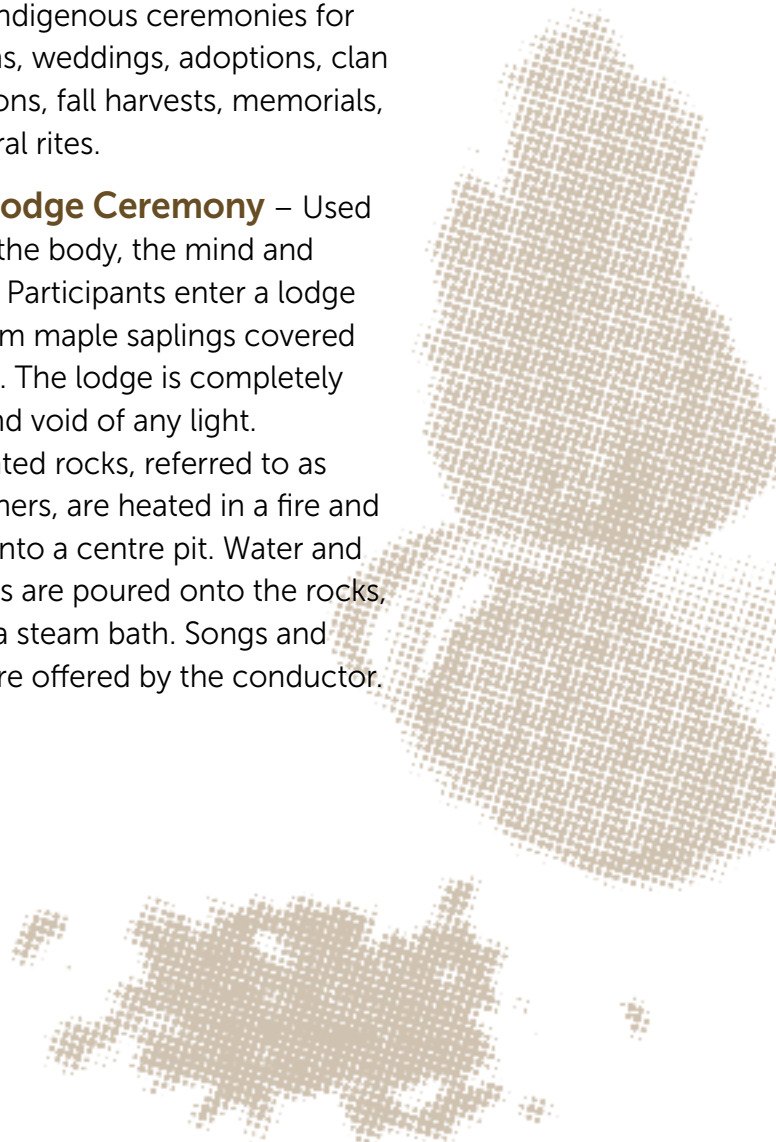 ndigenous ceremonies for
s, weddings, adoptions, clan
ons, fall harvests, memorials,
ral rites.
odge Ceremony – Used
the body, the mind and
Participants enter a lodge
m maple saplings covered
. The lodge is completely
nd void of any light.
ted rocks, referred to as
hers, are heated in a fire and
nto a centre pit. Water and
s are poured onto the rocks,
a steam bath. Songs and
re offered by the conductor.